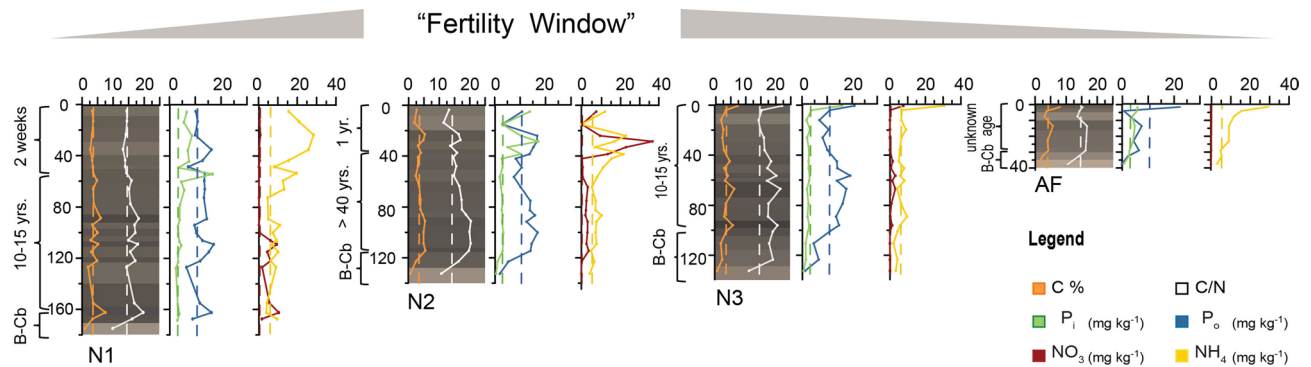 "Fertility Window"
0 10 20
0 20
0 20 40
0
40
80
120
160
2 weeks
10-15 yrs.
B-Cb
N1
0 10 20
0 20
0 20 40
0
40
80
120
1 yr.
> 40 yrs.
B-Cb
N2
0 10 20
0 20
0 20 40
0
40
80
120
10-15 yrs.
B-Cb
N3
0 10 20
0 20
0 20 40
0
20
40
unknown
age
B-Cb
AF
Legend
C % C/N
Pi (mg kg-1) Po (mg kg-1)
NO3 (mg kg-1) NH4 (mg kg-1)